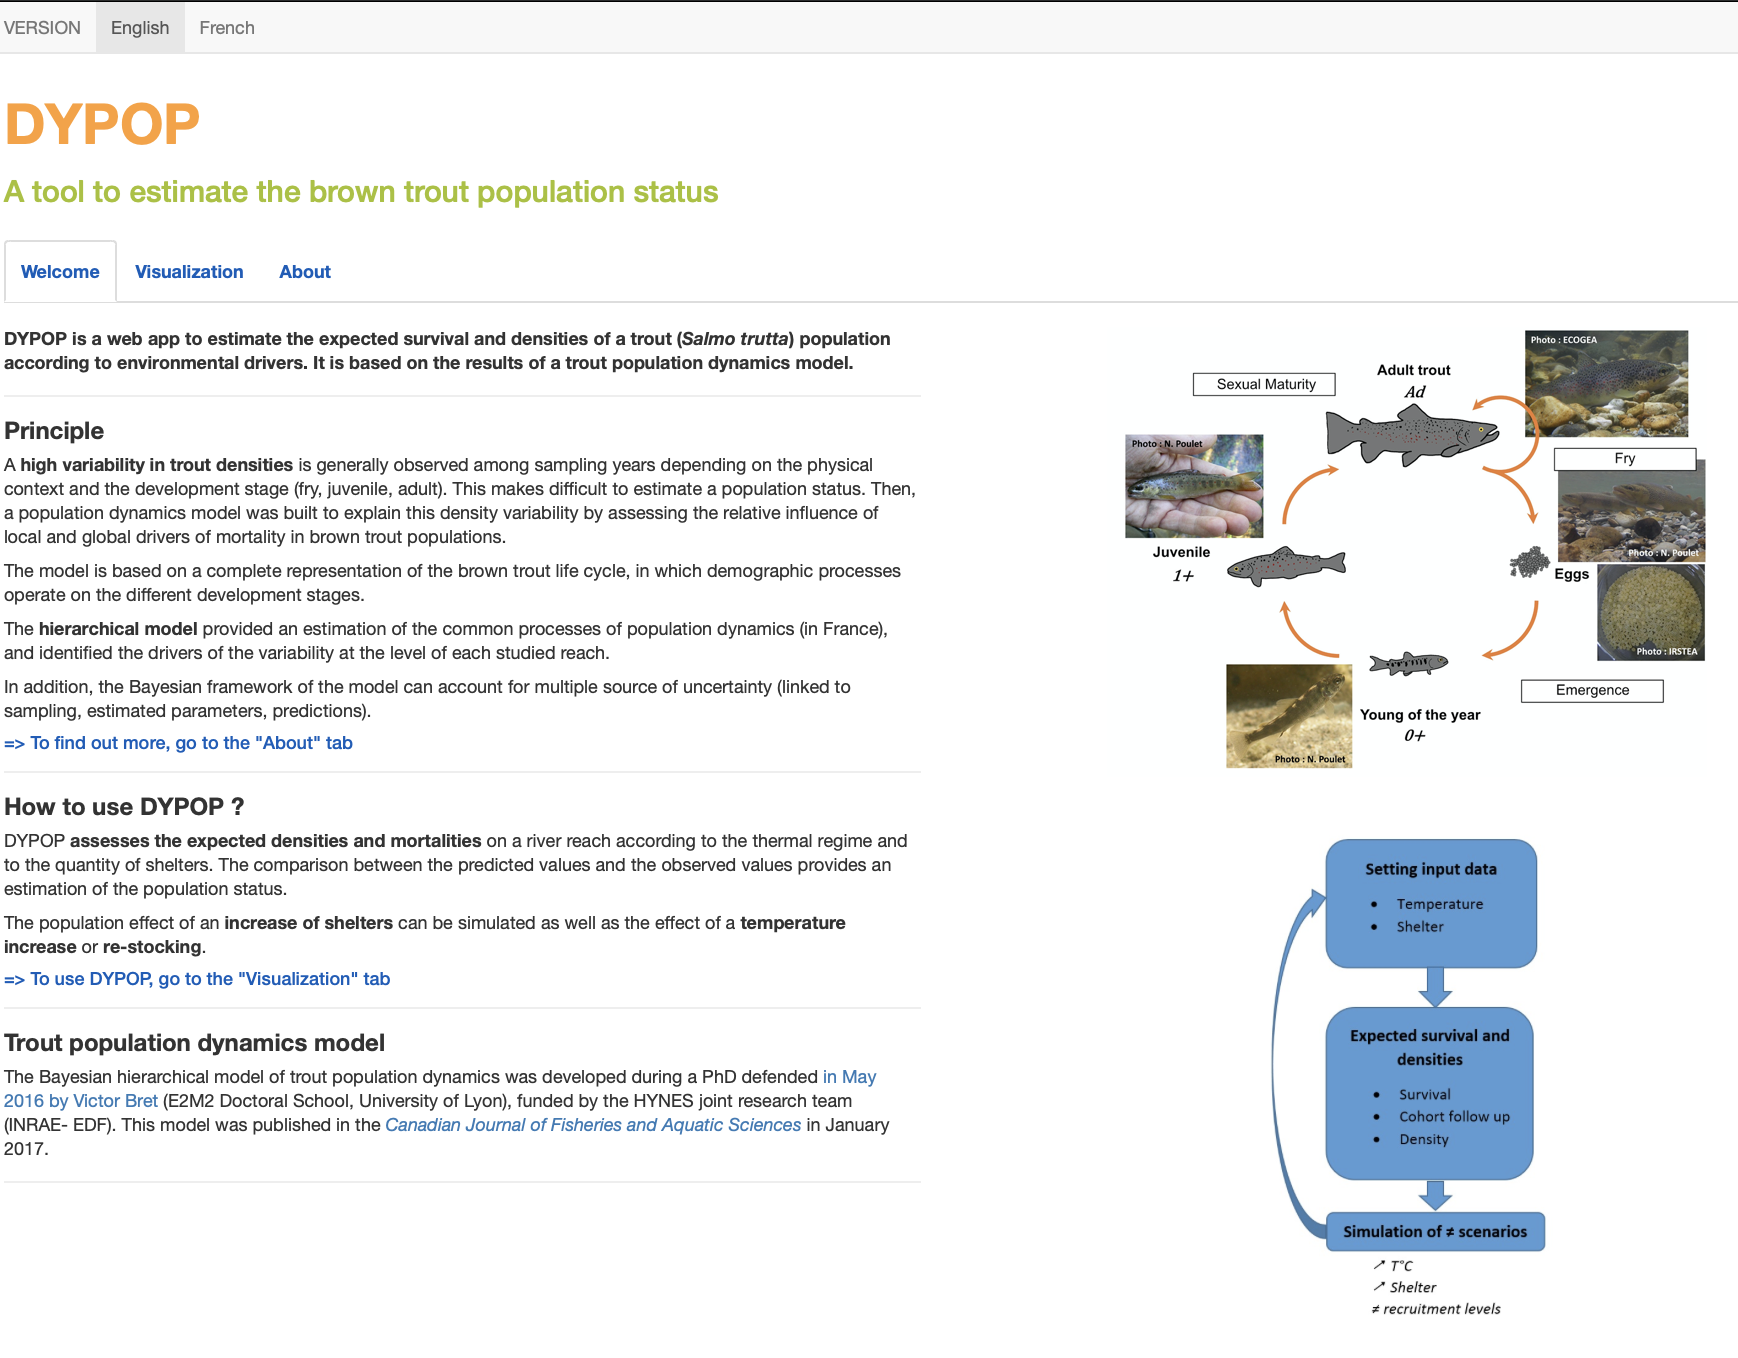 VERSION English French
DYPOP
A tool to estimate the brown trout population status
Welcome Visualization About
DYPOP is a web app to estimate the expected survival and densities of a trout (Salmo trutta) population
according to environmental drivers. It is based on the results of a trout population dynamics model.
Principle
A high variability in trout densities is generally observed among sampling years depending on the physical
context and the development stage (fry, juvenile, adult). This makes difficult to estimate a population status. Then,
a population dynamics model was built to explain this density variability by assessing the relative influence of
local and global drivers of mortality in brown trout populations.
The model is based on a complete representation of the brown trout life cycle, in which demographic processes
operate on the different development stages.
The hierarchical model provided an estimation of the common processes of population dynamics (in France),
and identified the drivers of the variability at the level of each studied reach.
In addition, the Bayesian framework of the model can account for multiple source of uncertainty (linked to
sampling, estimated parameters, predictions).
=> To find out more, go to the "About" tab
How to use DYPOP ?
DYPOP assesses the expected densities and mortalities on a river reach according to the thermal regime and
to the quantity of shelters. The comparison between the predicted values and the observed values provides an
estimation of the population status.
The population effect of an increase of shelters can be simulated as well as the effect of a temperature
increase or re-stocking.
=> To use DYPOP, go to the "Visualization" tab
Trout population dynamics model
The Bayesian hierarchical model of trout population dynamics was developed during a PhD defended in May
2016 by Victor Bret (E2M2 Doctoral School, University of Lyon), funded by the HYNES joint research team
(INRAE- EDF). This model was published in the Canadian Journal of Fisheries and Aquatic Sciences in January
2017.
Photo : ECOGEA
Adult trout
Ad
Sexual Maturity
Photo : N. Poulet
Fry
Photo : N. Poulet
Juvenile
1+
Eggs
Photo : IRSTEA
Emergence
Young of the year
0+
Photo : N. Poulet
Setting input data
• Temperature
• Shelter
Expected survival and
densities
• Survival
• Cohort follow up
• Density
Simulation of ≠ scenarios
↗ T°C
↗ Shelter
≠ recruitment levels